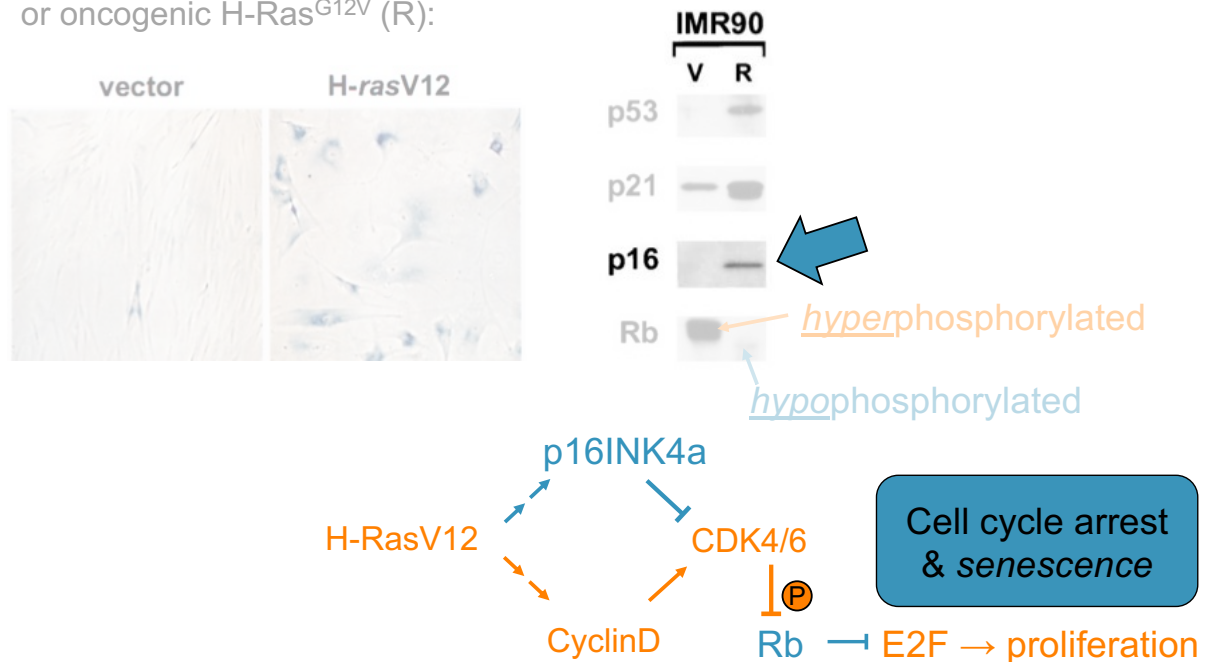 or oncogenic H-RasG12V (R):
IMR90
vector
H-rasV12
V R
p53
p21
p16
Rb
hyperphosphorylated
hypophosphorylated
p16INK4a
H-RasV12
CDK4/6
P
CyclinD
Rb
E2F → proliferation
Cell cycle arrest
& senescence